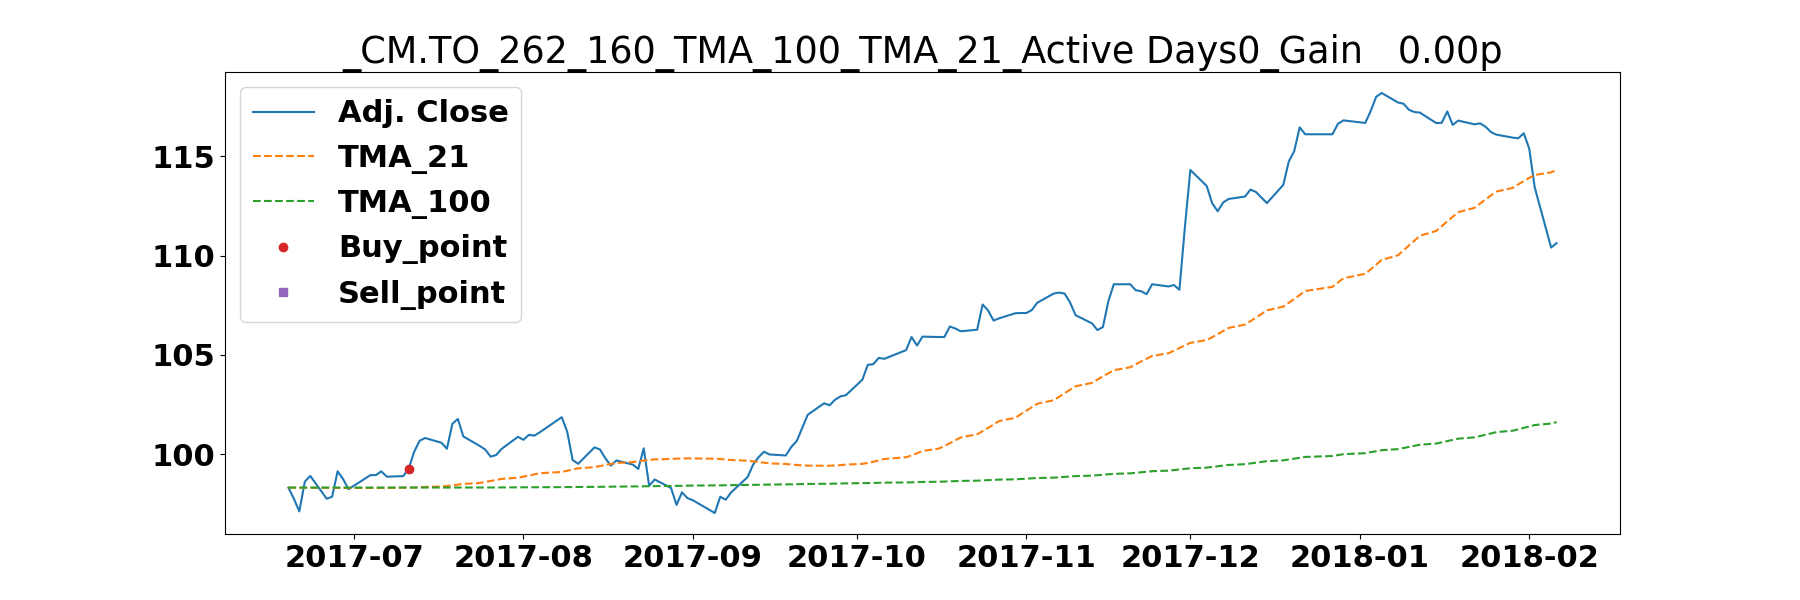 _CM.TO_262_160_TMA_100_TMA_21_Active Days0_Gain   0.00p
Adj. Close
TMA_21
TMA_100
Buy_point
Sell_point
115
110
105
100
2017-07 2017-08 2017-09 2017-10 2017-11 2017-12 2018-01 2018-02